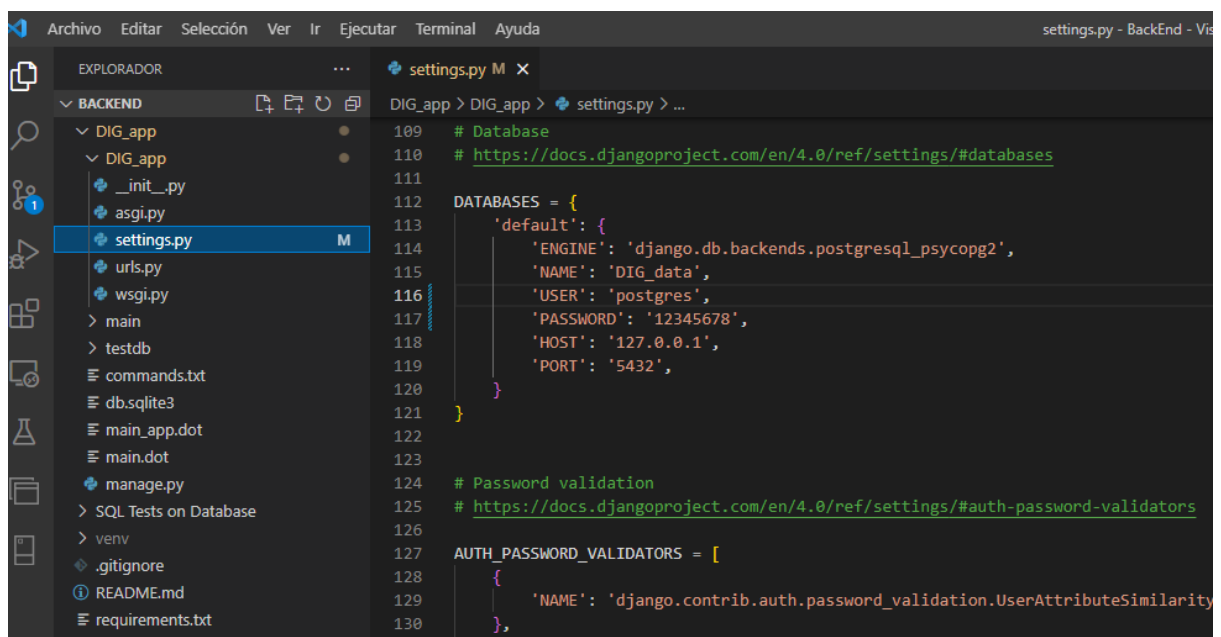 Archivo Editar Selección Ver Ir Ejecutar Terminal Ayuda
settings.py - BackEnd - Vis
EXPLORADOR
BACKEND
DIG_app
DIG_app
__init__.py
asgi.py
settings.py M
urls.py
wsgi.py
main
testdb
commands.txt
db.sqlite3
main_app.dot
main.dot
manage.py
SQL Tests on Database
venv
.gitignore
README.md
requirements.txt
1
settings.py M
DIG_app > DIG_app > settings.py > ...
109 # Database
110 # https://docs.djangoproject.com/en/4.0/ref/settings/#databases
111
112 DATABASES = {
113 'default': {
114 'ENGINE': 'django.db.backends.postgresql_psycopg2',
115 'NAME': 'DIG_data',
116 'USER': 'postgres',
117 'PASSWORD': '12345678',
118 'HOST': '127.0.0.1',
119 'PORT': '5432',
120 }
121 }
122
123
124 # Password validation
125 # https://docs.djangoproject.com/en/4.0/ref/settings/#auth-password-validators
126
127 AUTH_PASSWORD_VALIDATORS = [
128 {
129 'NAME': 'django.contrib.auth.password_validation.UserAttributeSimilarity
130 },